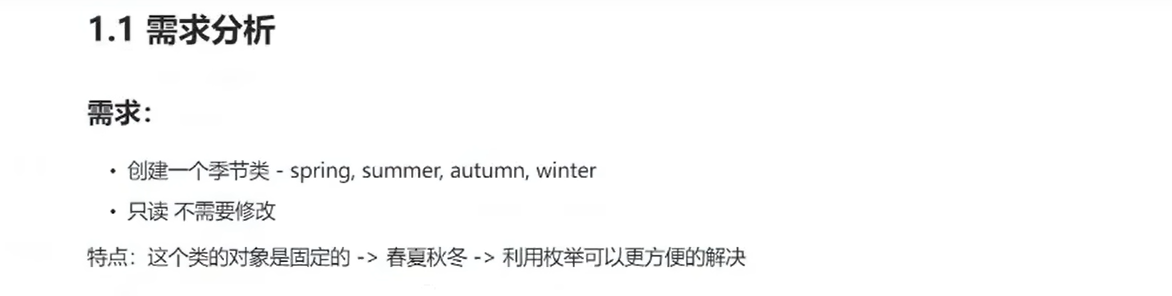 1.1 需求分析
需求：
• 创建一个季节类 - spring, summer, autumn, winter
• 只读 不需要修改
特点：这个类的对象是固定的 -> 春夏秋冬 -> 利用枚举可以更方便的解决